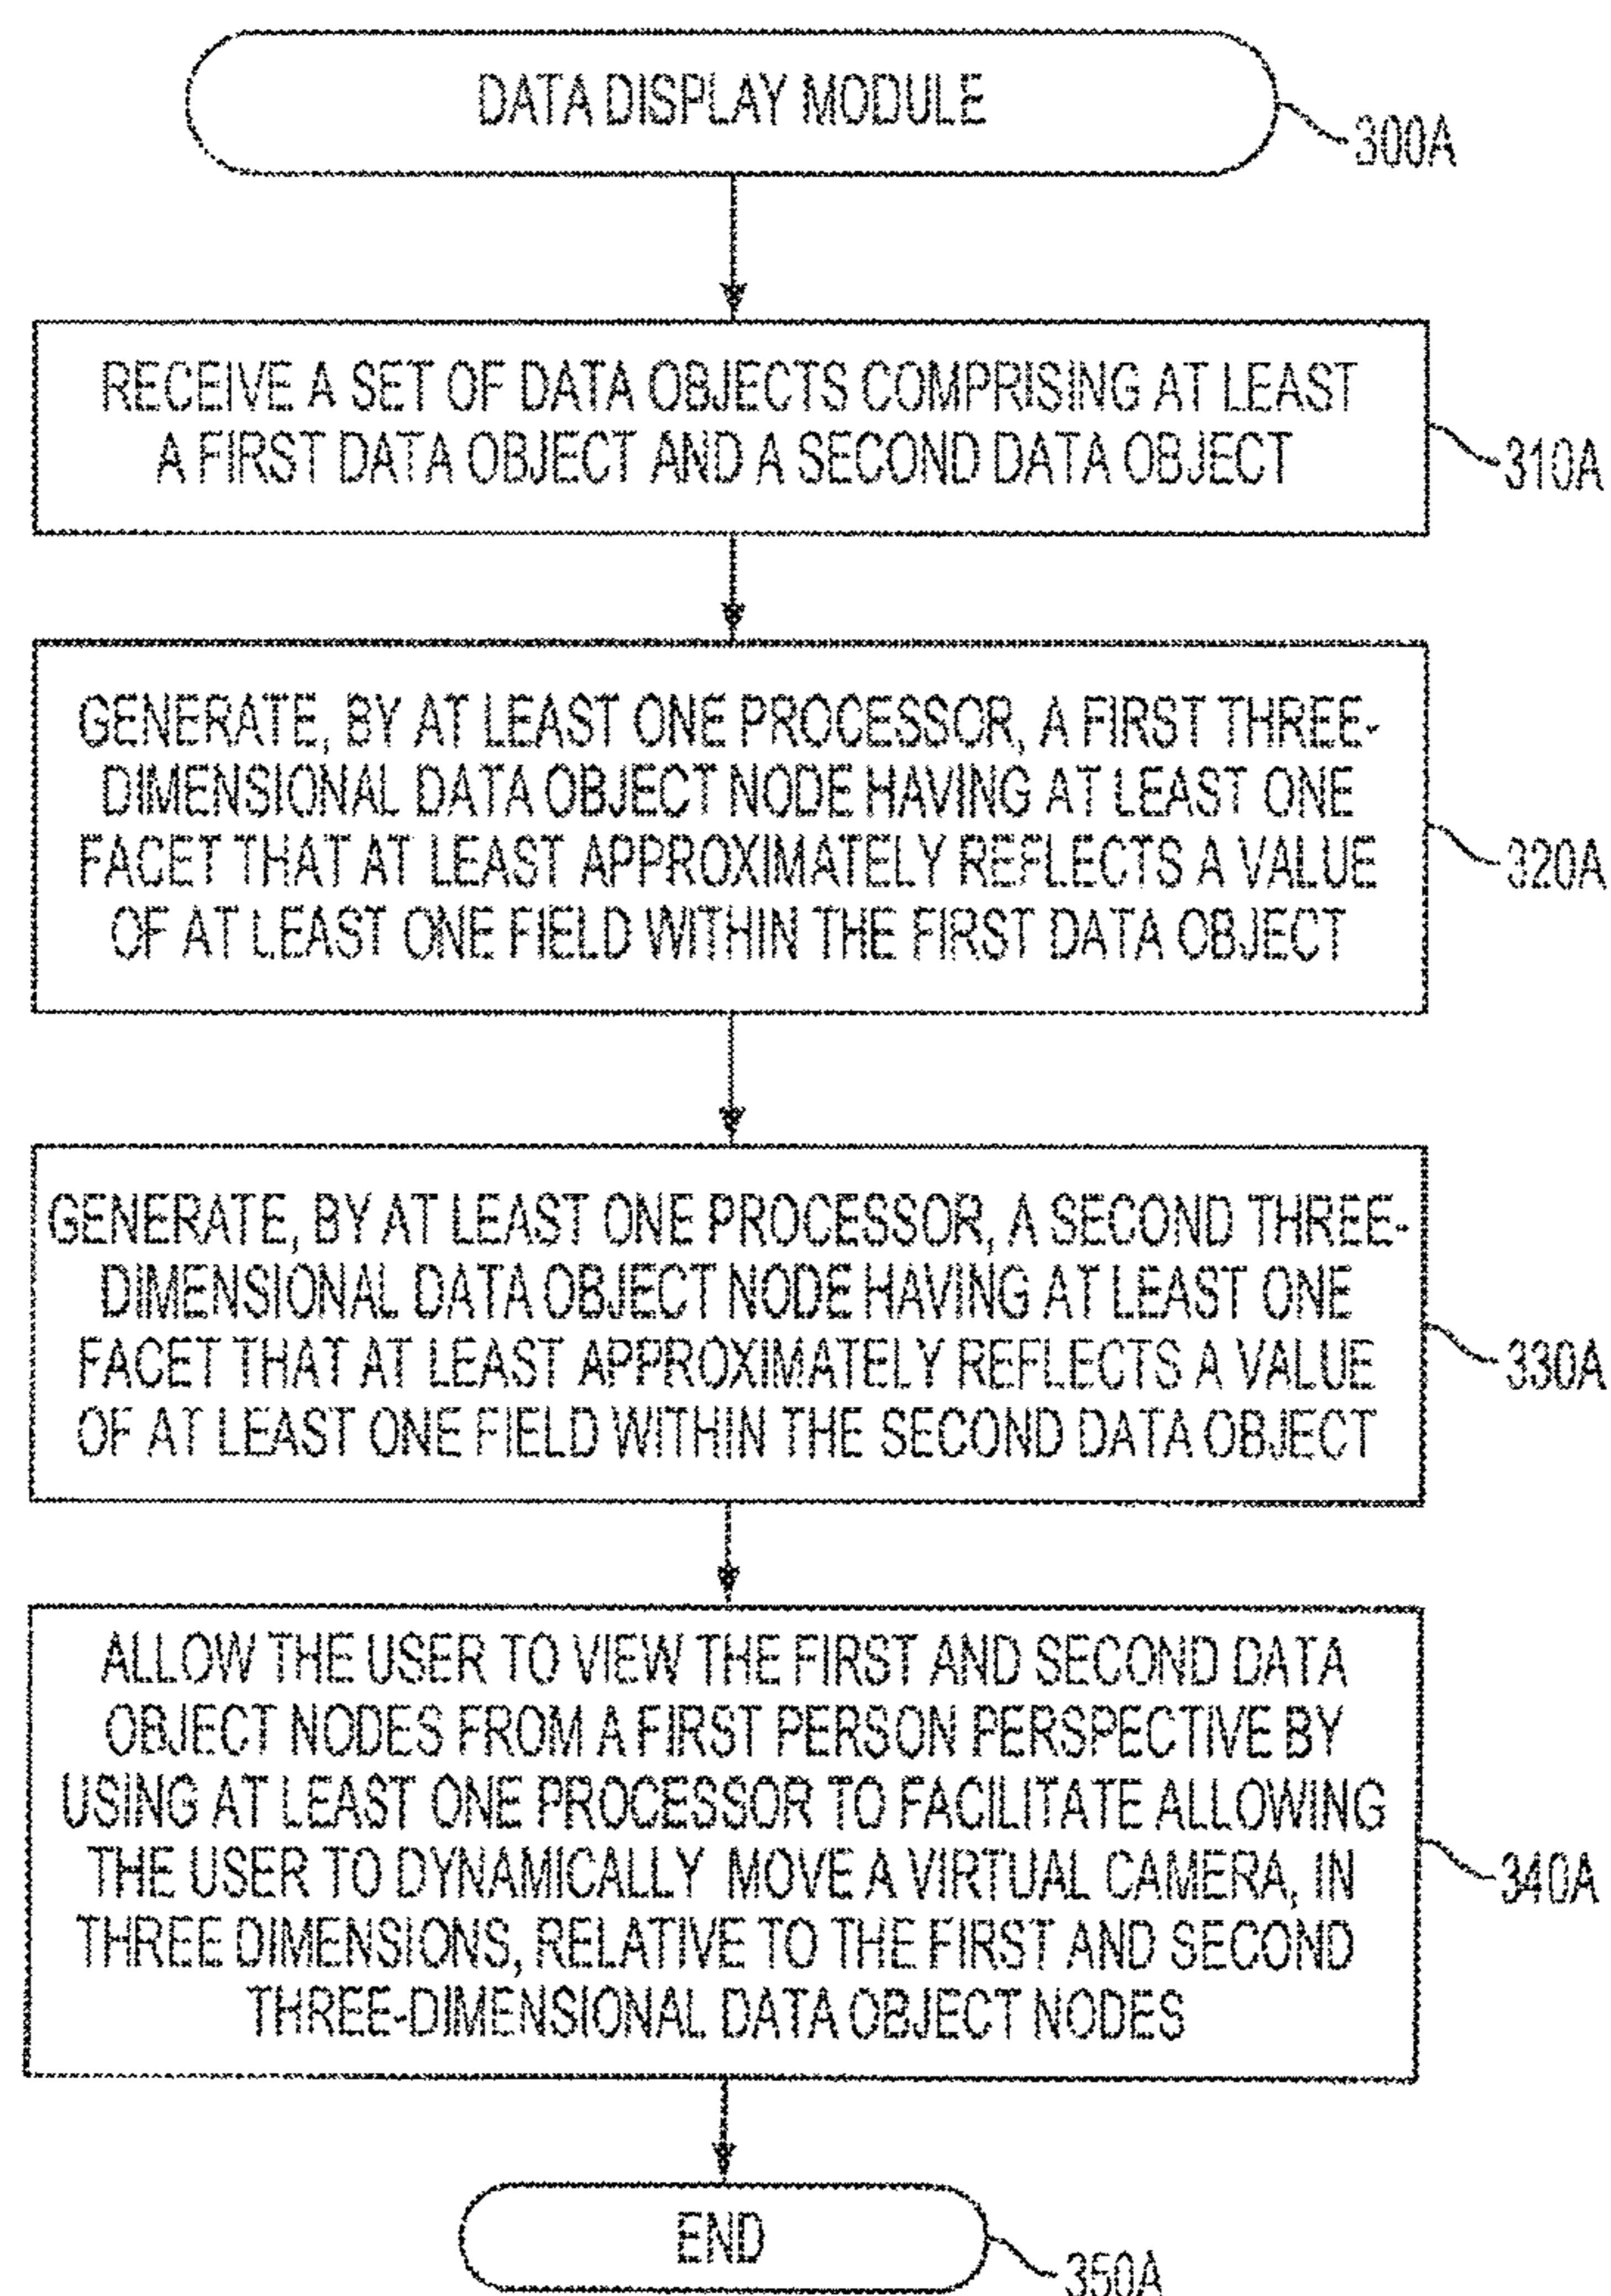 DATA DISPLAY MODULE
300A
RECEIVE A SET OF DATA OBJECTS COMPRISING AT LEAST
A FIRST DATA OBJECT AND A SECOND DATA OBJECT
310A
GENERATE, BY AT LEAST ONE PROCESSOR, A FIRST THREE-
DIMENSIONAL DATA OBJECT NODE HAVING AT LEAST ONE
FACET THAT AT LEAST APPROXIMATELY REFLECTS A VALUE
OF AT LEAST ONE FIELD WITHIN THE FIRST DATA OBJECT
320A
GENERATE, BY AT LEAST ONE PROCESSOR, A SECOND THREE-
DIMENSIONAL DATA OBJECT NODE HAVING AT LEAST ONE
FACET THAT AT LEAST APPROXIMATELY REFLECTS A VALUE
OF AT LEAST ONE FIELD WITHIN THE SECOND DATA OBJECT
330A
ALLOW THE USER TO VIEW THE FIRST AND SECOND DATA
OBJECT NODES FROM A FIRST PERSON PERSPECTIVE BY
USING AT LEAST ONE PROCESSOR TO FACILITATE ALLOWING
THE USER TO DYNAMICALLY MOVE A VIRTUAL CAMERA, IN
THREE DIMENSIONS, RELATIVE TO THE FIRST AND SECOND
THREE-DIMENSIONAL DATA OBJECT NODES
340A
END
350A